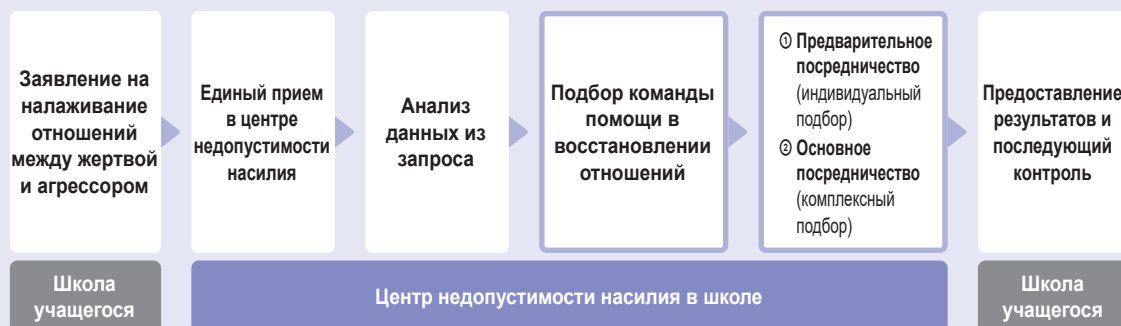 Заявление на
налаживание
отношений
между жертвой
и агрессором
Единый прием
в центре
недопустимости
насилия
Анализ
данных из
запроса
Подбор команды
помощи в
восстановлении
отношений
① Предварительное
посредничество
(индивидуальный
подбор)
② Основное
посредничество
(комплексный
подбор)
Предоставление
результатов и
последующий
контроль
Школа
учащегося
Центр недопустимости насилия в школе
Школа
учащегося